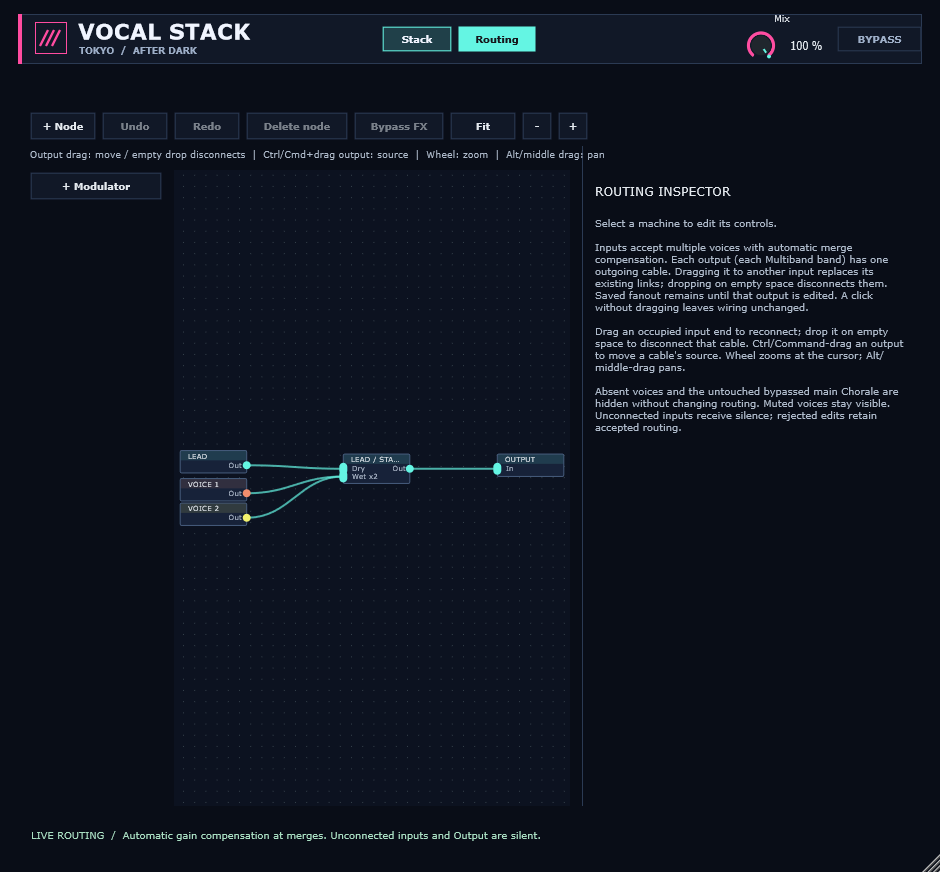 VOCAL STACK
TOKYO / AFTER DARK
Stack
Routing
Mix
100 %
BYPASS
+ Node
Undo
Redo
Delete node
Bypass FX
Fit
-
+
Output drag: move / empty drop disconnects | Ctrl/Cmd+drag output: source | Wheel: zoom | Alt/middle drag: pan
+ Modulator
LEAD
Out
VOICE 1
Out
VOICE 2
Out
LEAD / STA...
Dry Out
Wet x2
OUTPUT
In
ROUTING INSPECTOR
Select a machine to edit its controls.
Inputs accept multiple voices with automatic merge
compensation. Each output (each Multiband band) has one
outgoing cable. Dragging it to another input replaces its
existing links; dropping on empty space disconnects them.
Saved fanout remains until that output is edited. A click
without dragging leaves wiring unchanged.
Drag an occupied input end to reconnect; drop it on empty
space to disconnect that cable. Ctrl/Command-drag an output
to move a cable's source. Wheel zooms at the cursor; Alt/
middle-drag pans.
Absent voices and the untouched bypassed main Chorale are
hidden without changing routing. Muted voices stay visible.
Unconnected inputs receive silence; rejected edits retain
accepted routing.
LIVE ROUTING / Automatic gain compensation at merges. Unconnected inputs and Output are silent.